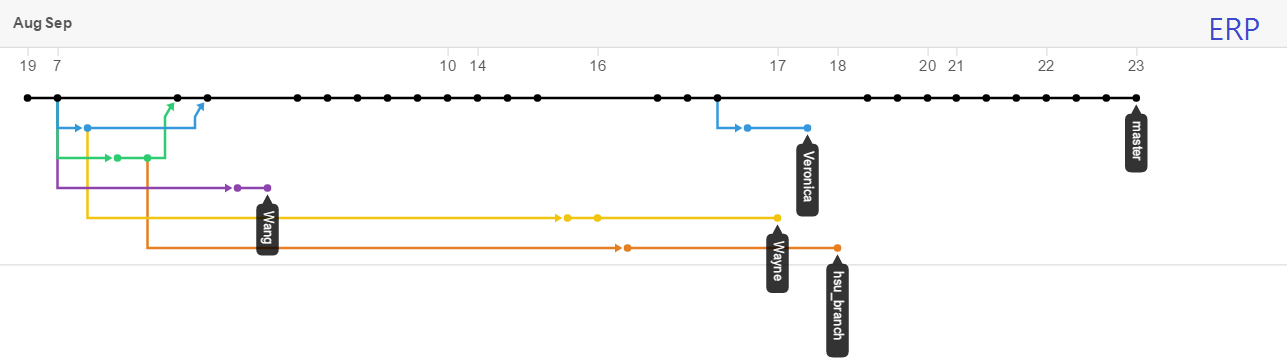 Aug Sep
ERP
19 7 10 14 16 17 18 20 21 22 23
master
Veronica
Wang
Wayne
hsu_branch